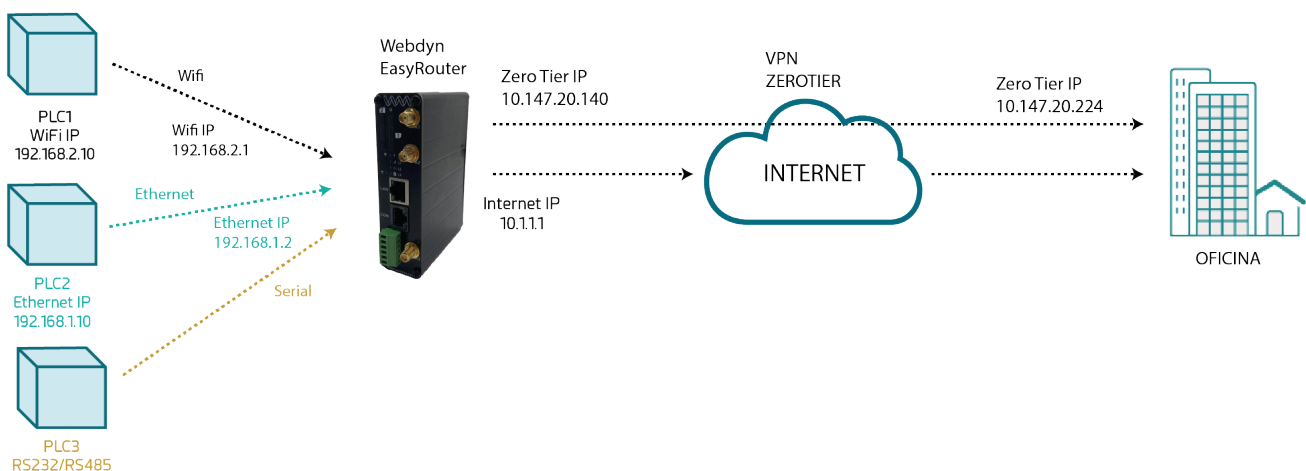 Webdyn
EasyRouter
VPN
ZEROTIER
Wifi
Zero Tier IP
10.147.20.140
Zero Tier IP
10.147.20.224
PLC1
WiFi IP
192.168.2.10
Wifi IP
192.168.2.1
INTERNET
Ethernet
Ethernet IP
192.168.1.2
Internet IP
10.1.1.1
OFICINA
PLC2
Ethernet IP
192.168.1.10
Serial
PLC3
RS232/RS485